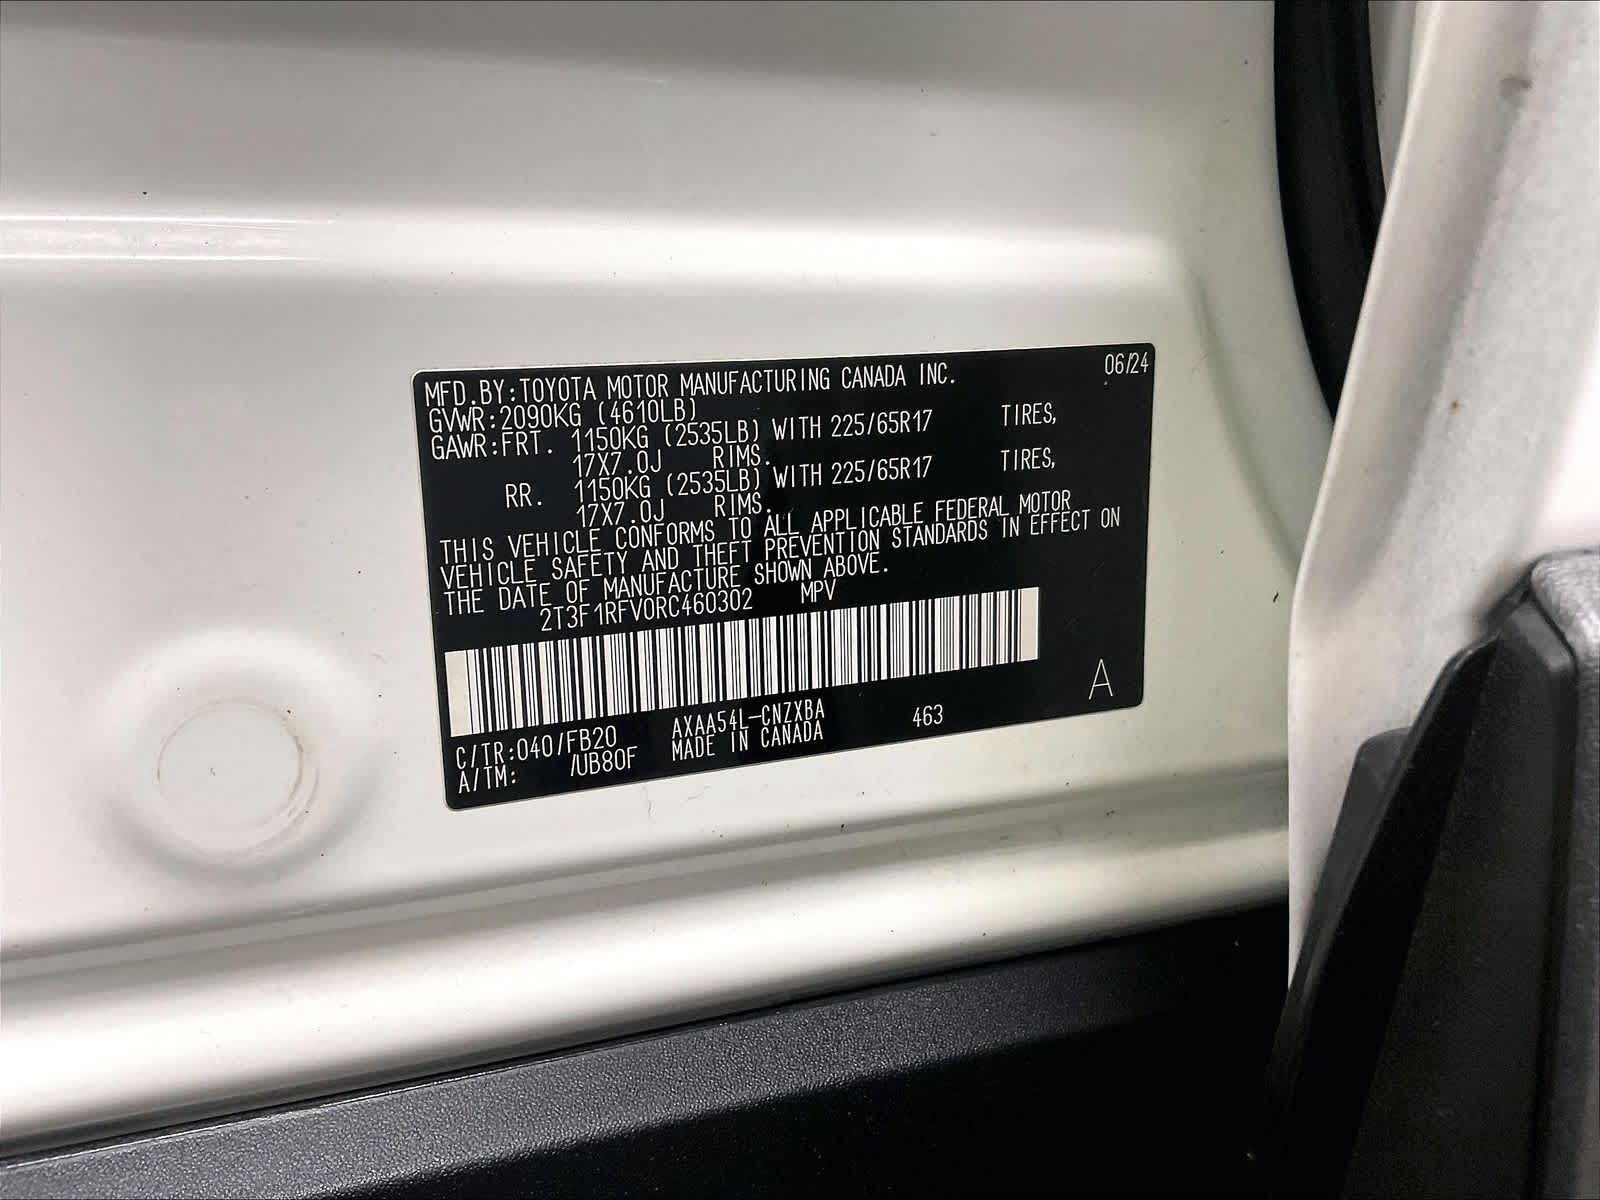 06/24
MFD.BY:TOYOTA MOTOR MANUFACTURING CANADA INC.
GVWR:2090KG (4610LB)
GAWR:FRT. 1150KG (2535LB) WITH 225/65R17 TIRES,
17X7.0J RIMS.
RR. 1150KG (2535LB) WITH 225/65R17 TIRES,
17X7.0J RIMS.
THIS VEHICLE CONFORMS TO ALL APPLICABLE FEDERAL MOTOR
VEHICLE SAFETY AND THEFT PREVENTION STANDARDS IN EFFECT ON
THE DATE OF MANUFACTURE SHOWN ABOVE.
2T3F1RFV0RC460302 MPV
A
C/TR:040/FB20 AXAA54L-CNZXBA 463
A/TM: /UB80F MADE IN CANADA